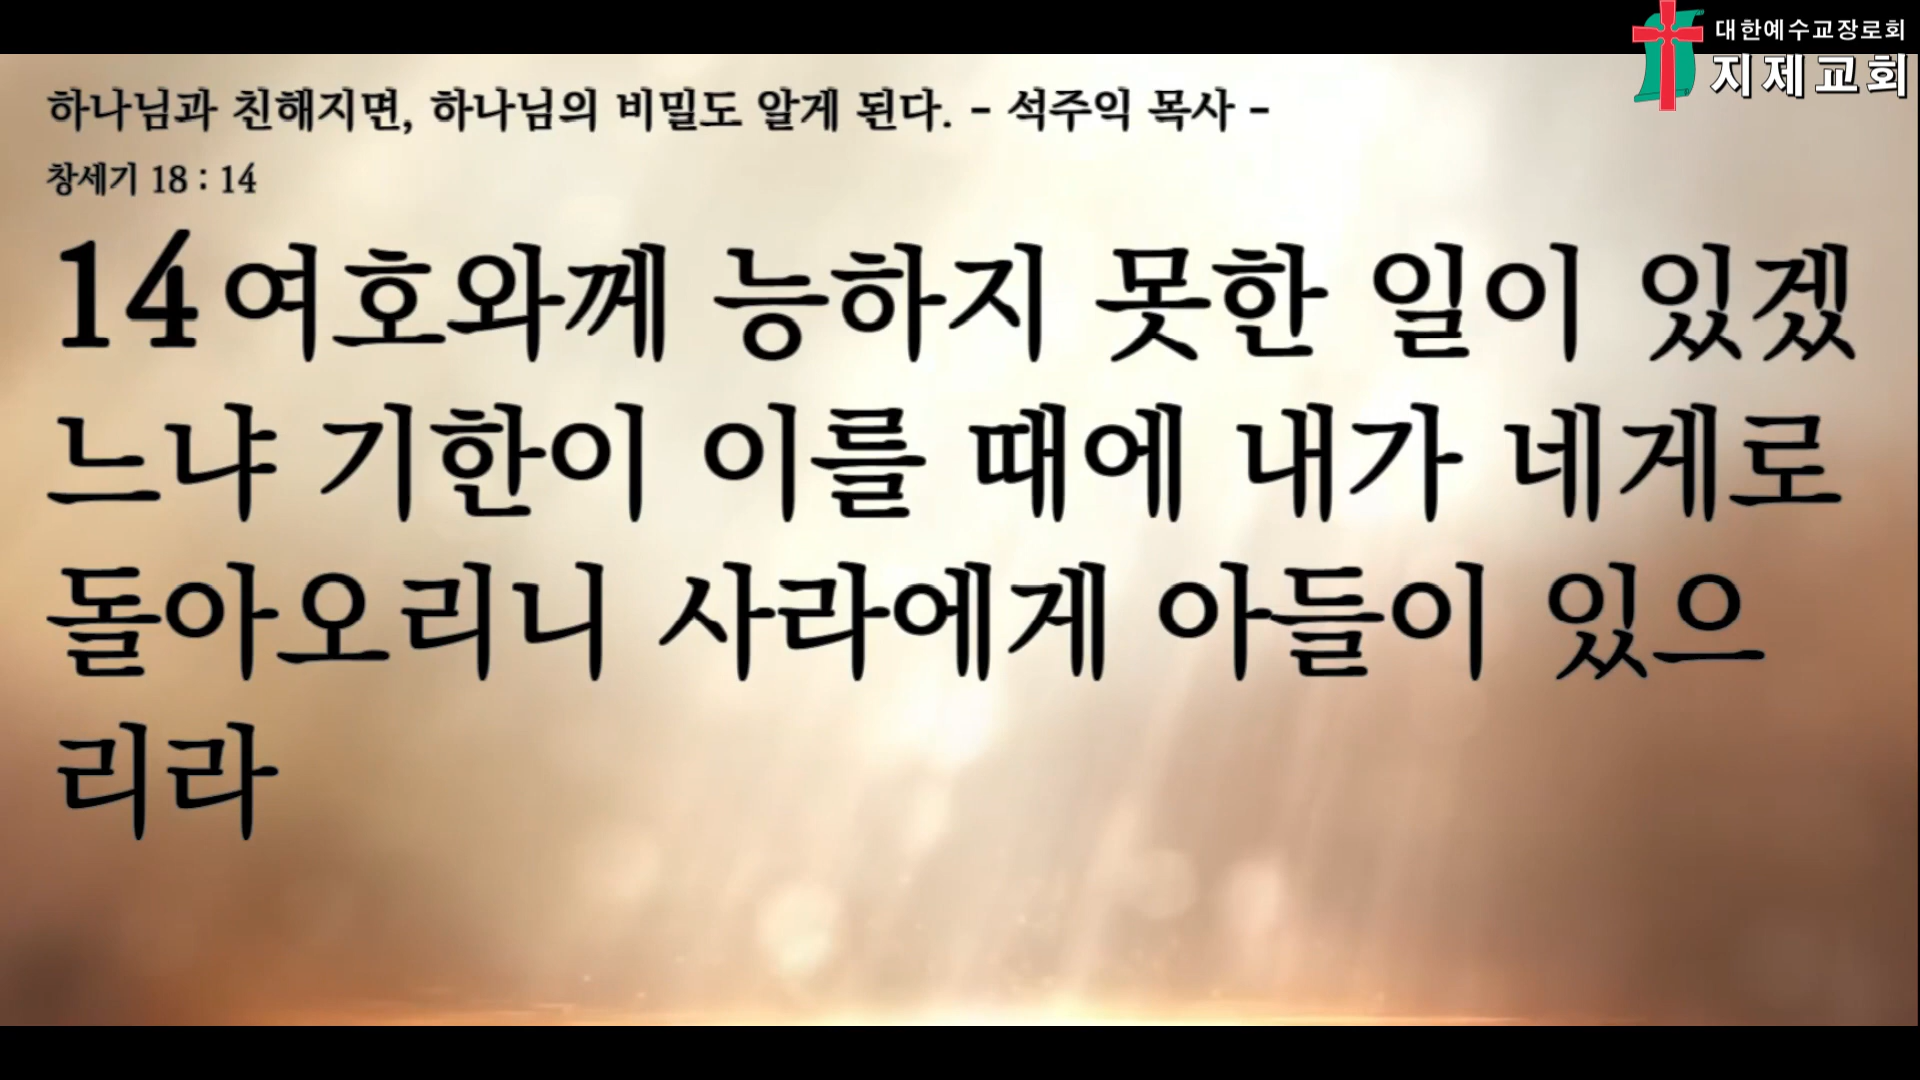 대한예수교장로회
지제교회
하나님과 친해지면, 하나님의 비밀도 알게 된다. - 석주익 목사 -
창세기 18 : 14
14 여호와께 능하지 못한 일이 있겠
느냐 기한이 이를 때에 내가 네게로
돌아오리니 사라에게 아들이 있으
리라